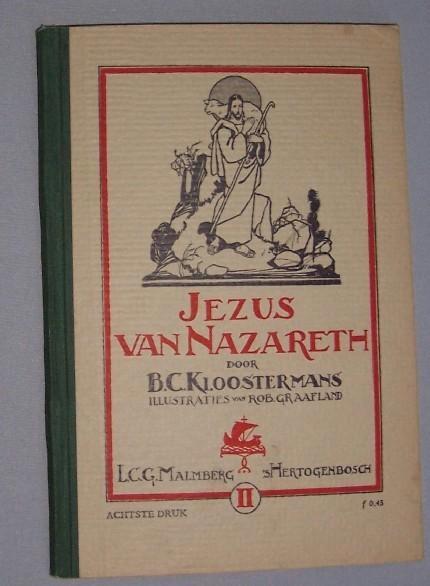 JEZUS
VAN NAZARETH
DOOR
B.C. KLOOSTERMANS
ILLUSTRATIES VAN ROB. GRAAFLAND
L.C.G. MALMBERG 'S HERTOGENBOSCH
II
ACHTSTE DRUK f 0,45